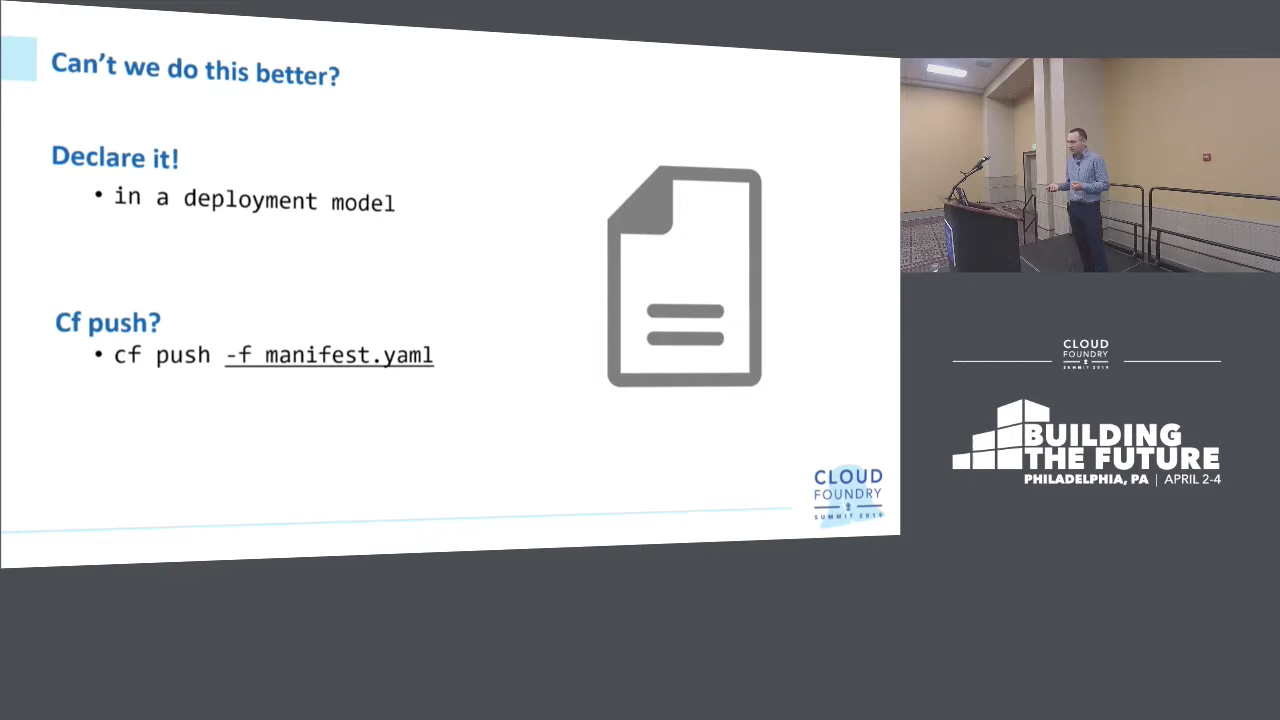 Can't we do this better?
Declare it!
• in a deployment model
Cf push?
• cf push -f manifest.yaml
CLOUD
FOUNDRY
SUMMIT 2019
CLOUD
FOUNDRY
SUMMIT 2019
BUILDING
THE FUTURE
PHILADELPHIA, PA | APRIL 2-4